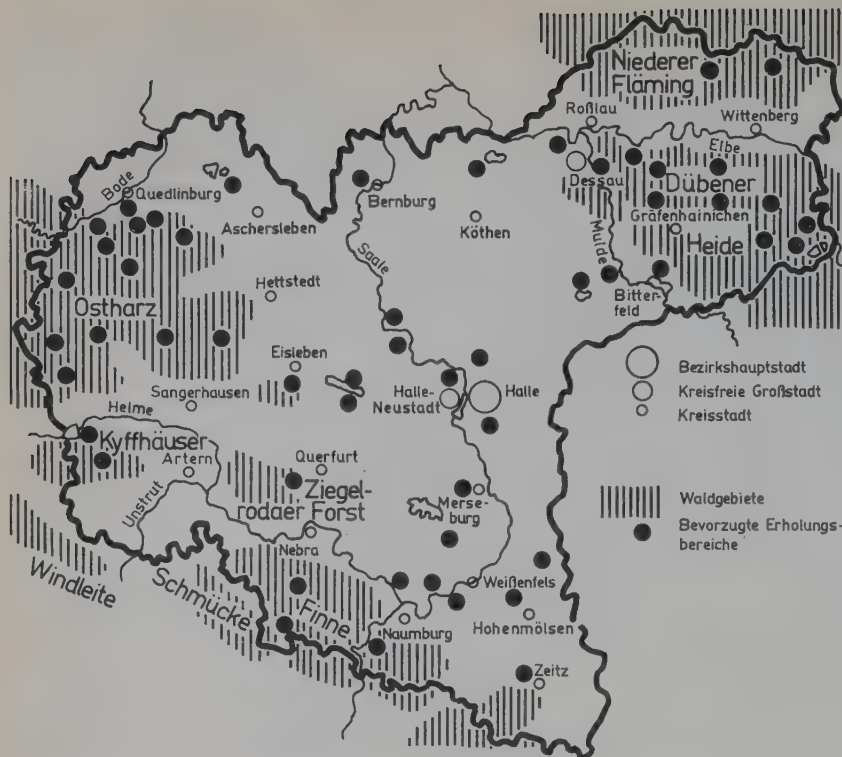 Niederer
Fläming
Roßlau
Wittenberg
Elbe
Dessau
Dübener
Gräfenhainichen
Heide
Mulde
Bitter-
feld
Bode
Quedlinburg
Aschersleben
Bernburg
Köthen
Saale
Hettstedt
Ostharz
Eisleben
Sangerhausen
Halle-
Neustadt
Halle
Helme
Kyffhäuser
Artern
Unstrut
Querfurt
Ziegel-
rodaer Forst
Merse-
burg
Nebra
Windleite
Schmücke
Finne
Naumburg
Weißenfels
Hohenmölsen
Zeitz
Bezirkshauptstadt
Kreisfreie Großstadt
Kreisstadt
Waldgebiete
Bevorzugte Erholungs-
bereiche